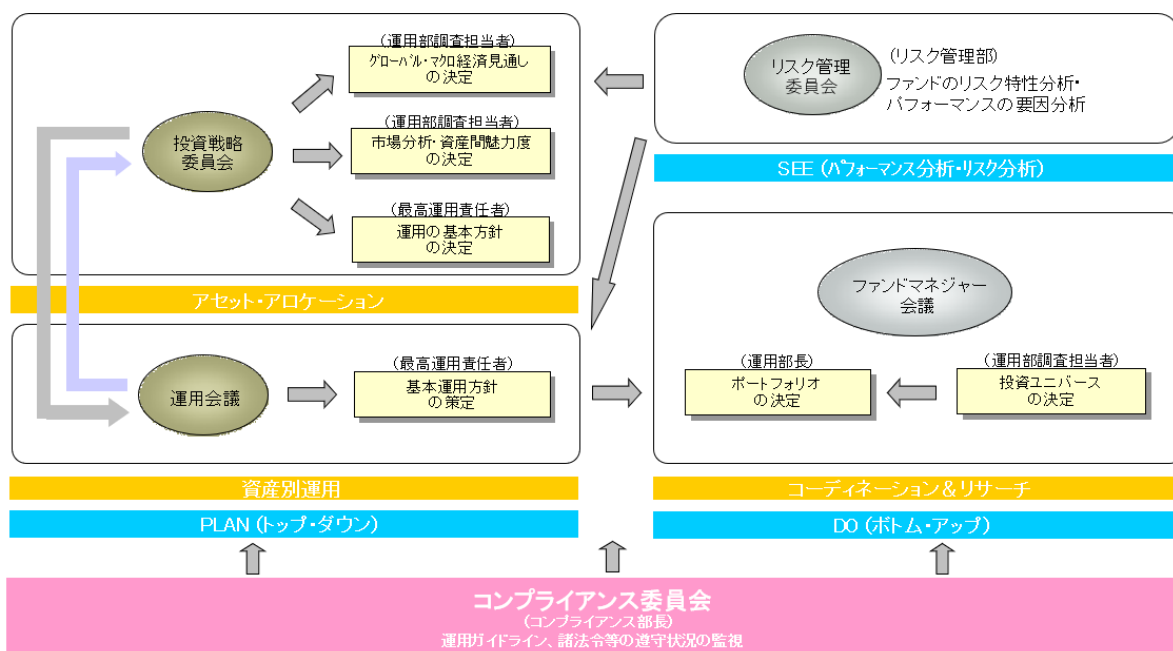 (運用部調査担当者)
グローバル・マクロ経済見通し
の決定
投資戦略
委員会
(運用部調査担当者)
市場分析・資産間魅力度
の決定
(最高運用責任者)
運用の基本方針
の決定
アセット・アロケーション
リスク管理
委員会
(リスク管理部)
ファンドのリスク特性分析・
パフォーマンスの要因分析
SEE (パフォーマンス分析・リスク分析)
運用会議
(最高運用責任者)
基本運用方針
の策定
資産別運用
PLAN (トップ・ダウン)
ファンドマネジャー
会議
(運用部長)
ポートフォリオ
の決定
(運用部調査担当者)
投資ユニバース
の決定
コーディネーション＆リサーチ
DO (ボトム・アップ)
コンプライアンス委員会
(コンプライアンス部長)
運用ガイドライン、諸法令等の遵守状況の監視